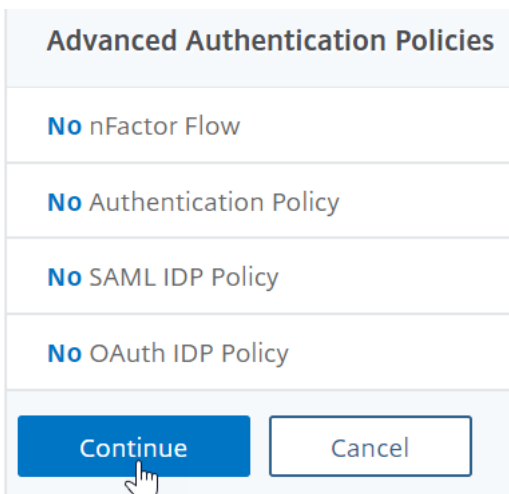 Advanced Authentication Policies
No nFactor Flow
No Authentication Policy
No SAML IDP Policy
No OAuth IDP Policy
Continue Cancel